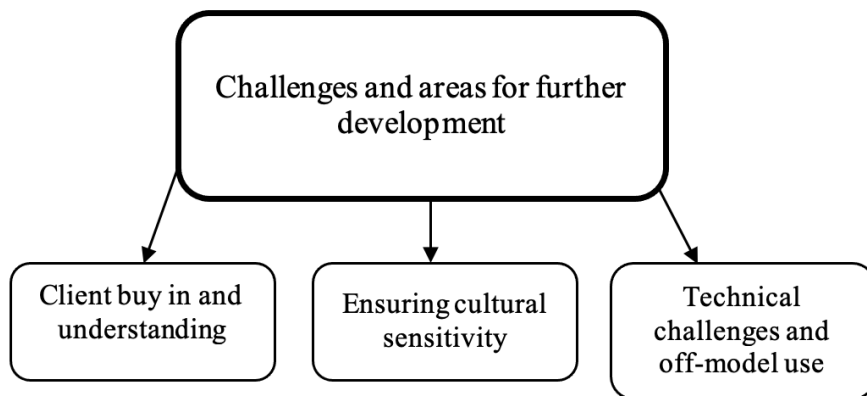 Challenges and areas for further
development
Client buy in and
understanding
Ensuring cultural
sensitivity
Technical
challenges and
off-model use